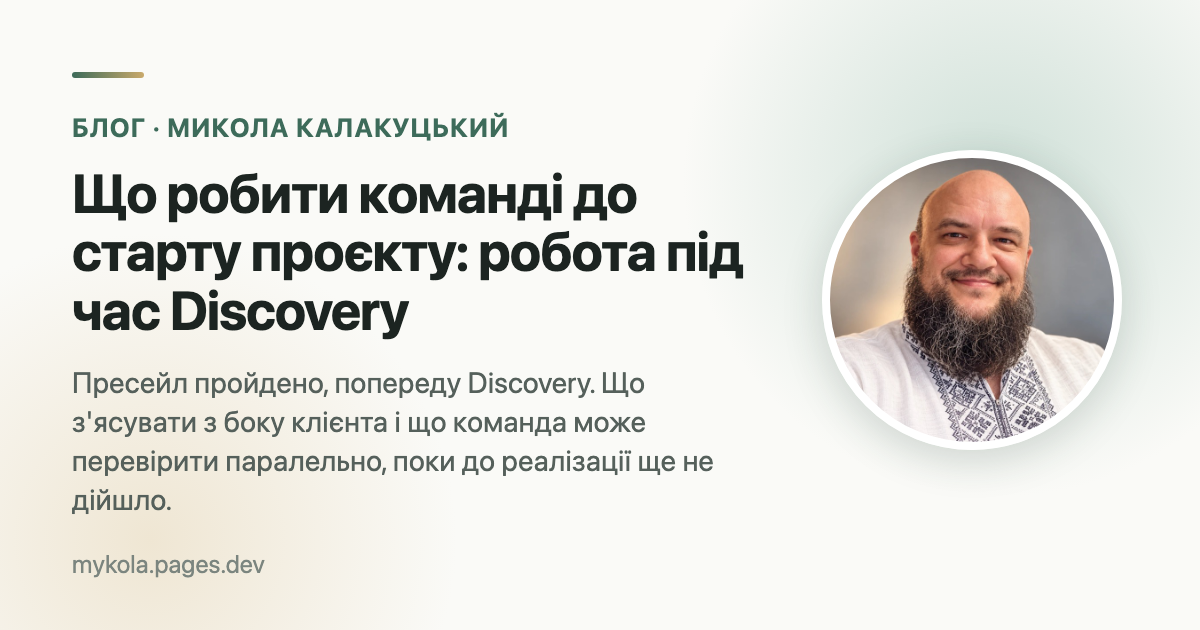 БЛОГ · МИКОЛА КАЛАКУЦЬКИЙ
Що робити команді до
старту проєкту: робота під
час Discovery
Пресейл пройдено, попереду Discovery. Що
з'ясувати з боку клієнта і що команда може
перевірити паралельно, поки до реалізації ще не
дійшло.
mykola.pages.dev